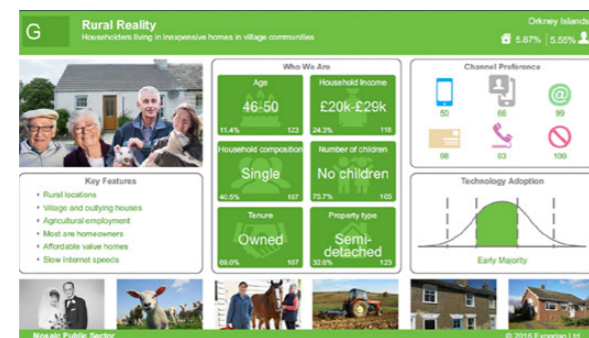 G
Rural Reality
Householders living in inexpensive homes in village communities
Orkney Islands
5.87% | 5.55%
Who We Are
Age
46-50
11.4% 123
Household Income
£20k-£29k
24.3% 118
Household composition
Single
40.5% 107
Number of children
No children
75.7% 105
Tenure
Owned
69.0% 107
Property type
Semi-
detached
32.6% 123
Channel Preference
50 66 99
98 53 109
Key Features
Rural locations
Village and outlying houses
Agricultural employment
Most are homeowners
Affordable value homes
Slow Internet speeds
Technology Adoption
Early Majority
Mosaic Public Sector
© 2016 Experian Ltd